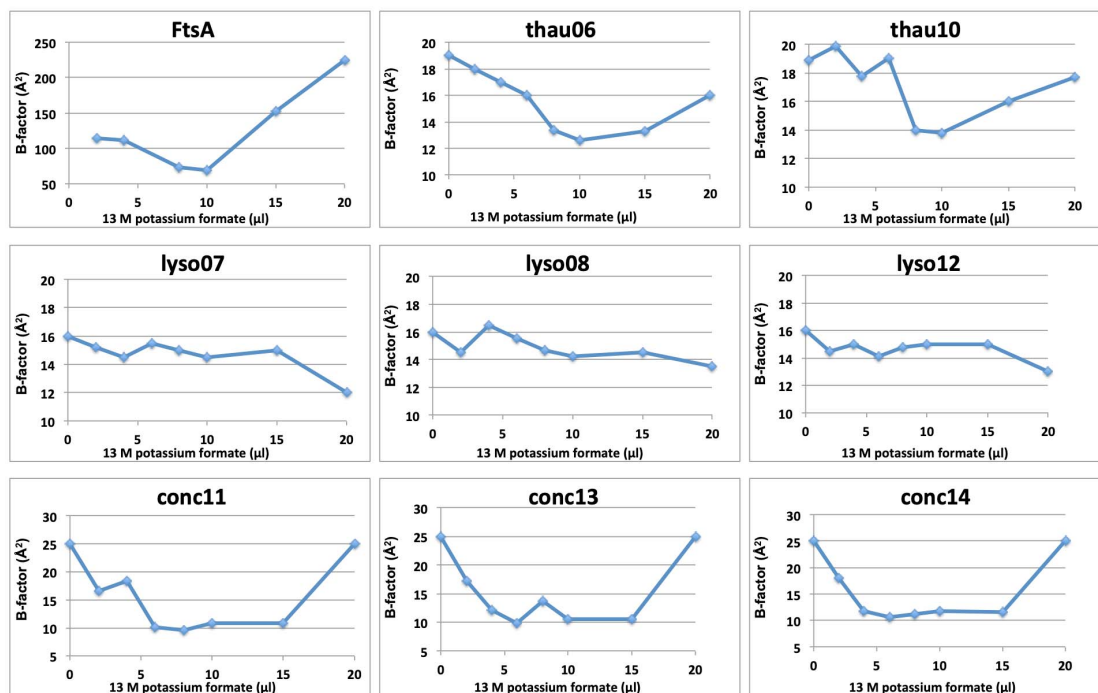 FtsA
B-factor (Å²)
250
200
150
100
50
0 5 10 15 20
13 M potassium formate (µl)
thau06
B-factor (Å²)
20
18
16
14
12
10
0 5 10 15 20
13 M potassium formate (µl)
thau10
B-factor (Å²)
20
18
16
14
12
10
0 5 10 15 20
13 M potassium formate (µl)
lyso07
B-factor (Å²)
20
18
16
14
12
10
0 5 10 15 20
13 M potassium formate (µl)
lyso08
B-factor (Å²)
20
18
16
14
12
10
0 5 10 15 20
13 M potassium formate (µl)
lyso12
B-factor (Å²)
20
18
16
14
12
10
0 5 10 15 20
13 M potassium formate (µl)
conc11
B-factor (Å²)
30
25
20
15
10
5
0 5 10 15 20
13 M potassium formate (µl)
conc13
B-factor (Å²)
30
25
20
15
10
5
0 5 10 15 20
13 M potassium formate (µl)
conc14
B-factor (Å²)
30
25
20
15
10
5
0 5 10 15 20
13 M potassium formate (µl)